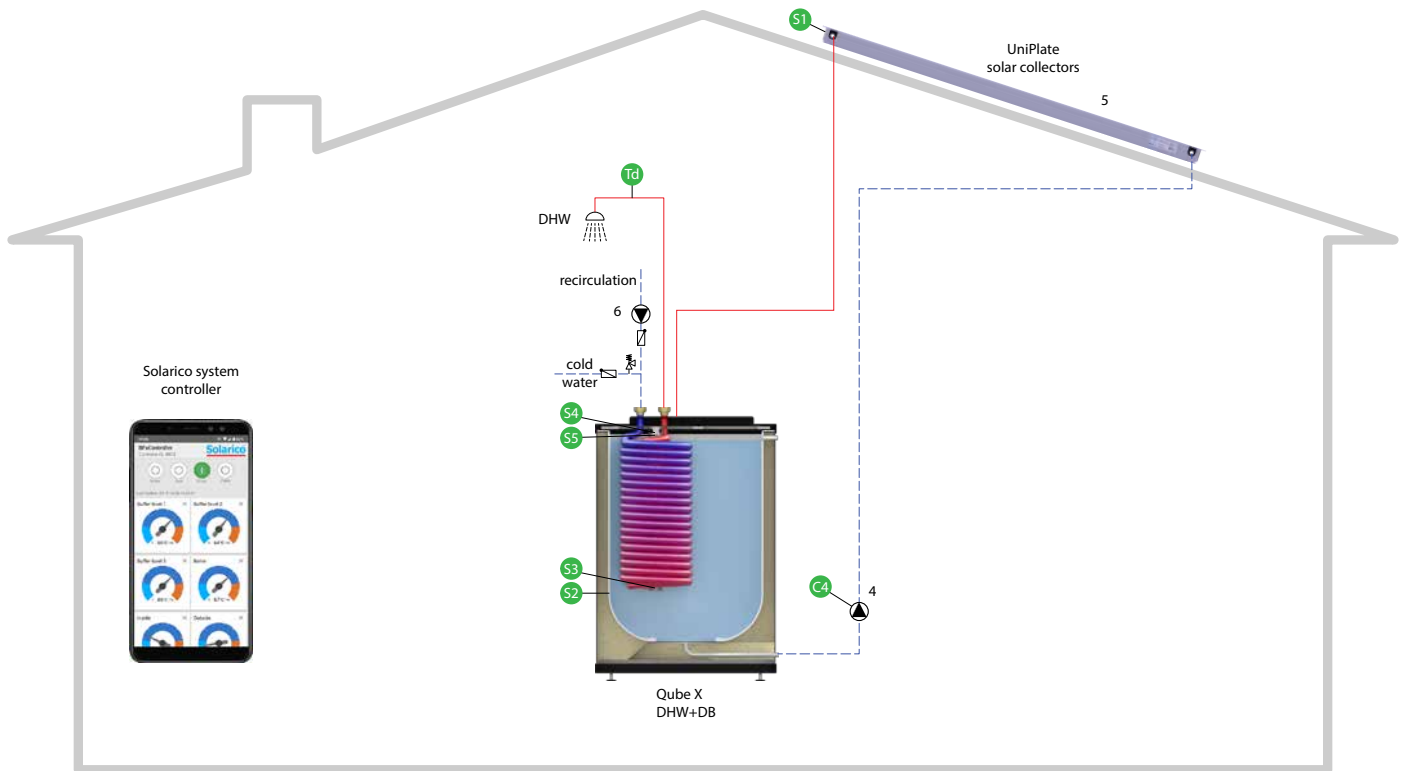 S1
UniPlate
solar collectors
5
Td
DHW
recirculation
6
cold
water
Solarico system
controller
Solarico
S4
S5
S3
S2
C4
4
Qube X
DHW+DB